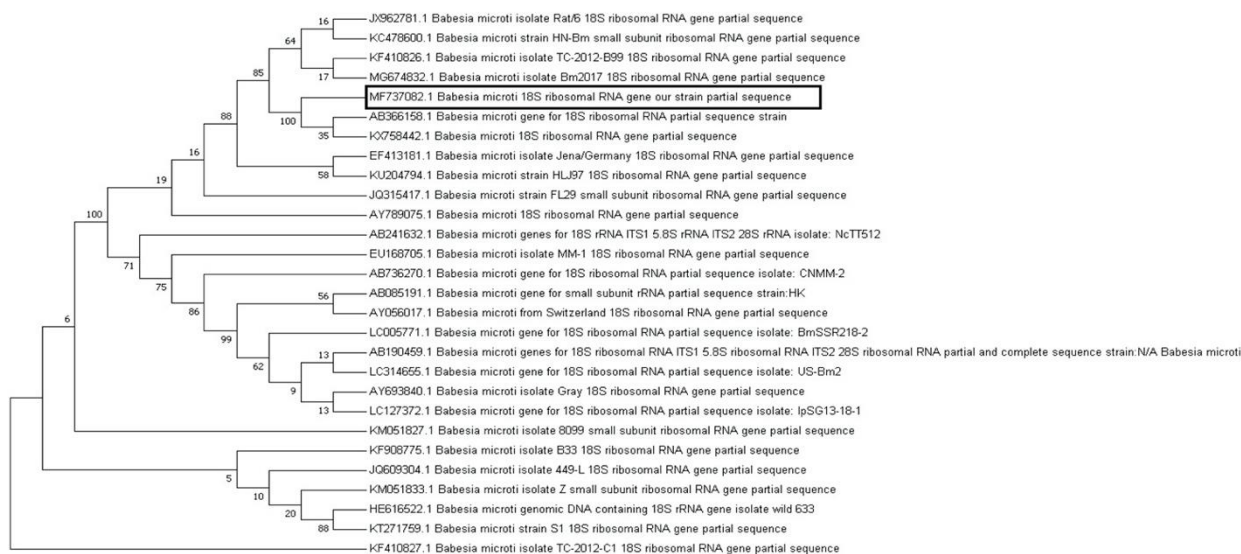 16
JX962781.1 Babesia microti isolate Rat/6 18S ribosomal RNA gene partial sequence
KC478600.1 Babesia microti strain HN-Bm small subunit ribosomal RNA gene partial sequence
64
KF410826.1 Babesia microti isolate TC-2012-B99 18S ribosomal RNA gene partial sequence
17
MG674832.1 Babesia microti isolate Bm2017 18S ribosomal RNA gene partial sequence
85
MF737082.1 Babesia microti 18S ribosomal RNA gene our strain partial sequence
88
100
AB366158.1 Babesia microti gene for 18S ribosomal RNA partial sequence strain
35
KX758442.1 Babesia microti 18S ribosomal RNA gene partial sequence
16
EF413181.1 Babesia microti isolate Jena/Germany 18S ribosomal RNA gene partial sequence
58
KU204794.1 Babesia microti strain HLJ97 18S ribosomal RNA gene partial sequence
19
JQ315417.1 Babesia microti strain FL29 small subunit ribosomal RNA gene partial sequence
100
AY789075.1 Babesia microti 18S ribosomal RNA gene partial sequence
AB241632.1 Babesia microti genes for 18S rRNA ITS1 5.8S rRNA ITS2 28S rRNA isolate: NcTT512
71
EU168705.1 Babesia microti isolate MM-1 18S ribosomal RNA gene partial sequence
75
AB736270.1 Babesia microti gene for 18S ribosomal RNA partial sequence isolate: CNMM-2
56
AB085191.1 Babesia microti gene for small subunit rRNA partial sequence strain:HK
86
AY056017.1 Babesia microti from Switzerland 18S ribosomal RNA gene partial sequence
6
99
LC005771.1 Babesia microti gene for 18S ribosomal RNA partial sequence isolate: BmSSR218-2
13
AB190459.1 Babesia microti genes for 18S ribosomal RNA ITS1 5.8S ribosomal RNA ITS2 28S ribosomal RNA partial and complete sequence strain:N/A Babesia microti
62
LC314655.1 Babesia microti gene for 18S ribosomal RNA partial sequence isolate: US-Bm2
9
AY693840.1 Babesia microti isolate Gray 18S ribosomal RNA gene partial sequence
13
LC127372.1 Babesia microti gene for 18S ribosomal RNA partial sequence isolate: IpSG13-18-1
KM051827.1 Babesia microti isolate 8099 small subunit ribosomal RNA gene partial sequence
KF908775.1 Babesia microti isolate B33 18S ribosomal RNA gene partial sequence
5
JQ609304.1 Babesia microti isolate 449-L 18S ribosomal RNA gene partial sequence
10
KM051833.1 Babesia microti isolate Z small subunit ribosomal RNA gene partial sequence
20
HE616522.1 Babesia microti genomic DNA containing 18S rRNA gene isolate wild 633
88
KT271759.1 Babesia microti strain S1 18S ribosomal RNA gene partial sequence
KF410827.1 Babesia microti isolate TC-2012-C1 18S ribosomal RNA gene partial sequence